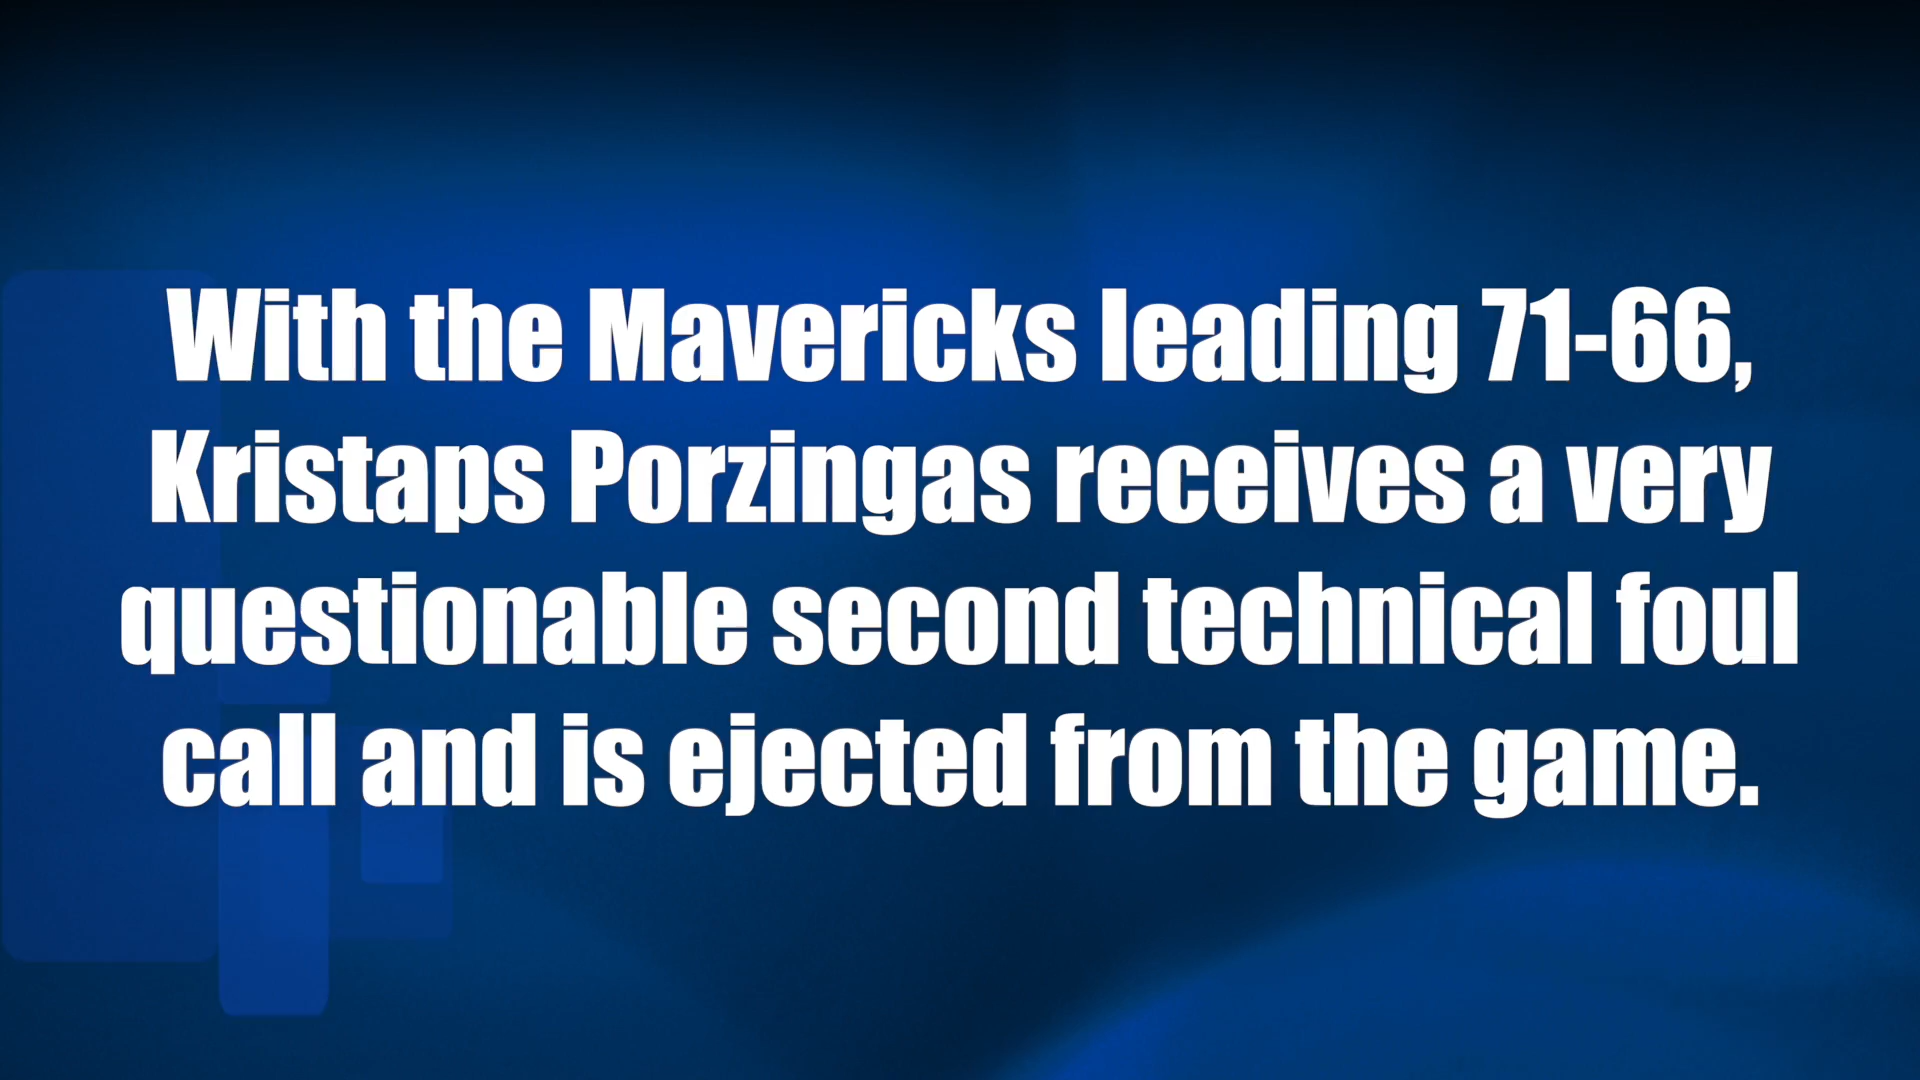 With the Mavericks leading 71-66,
Kristaps Porzingas receives a very
questionable second technical foul
call and is ejected from the game.